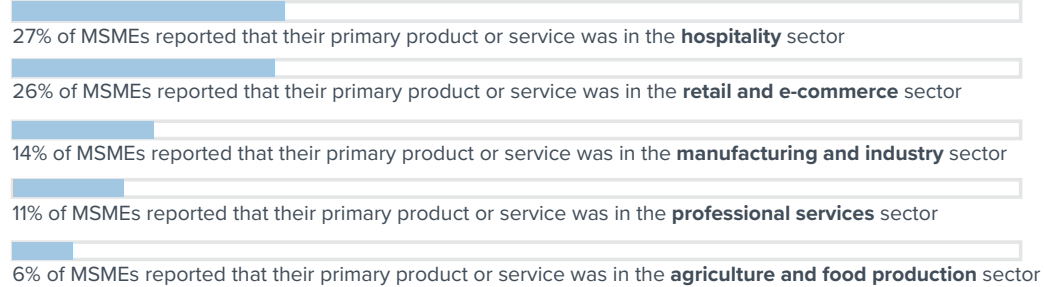 27% of MSMEs reported that their primary product or service was in the hospitality sector
26% of MSMEs reported that their primary product or service was in the retail and e-commerce sector
14% of MSMEs reported that their primary product or service was in the manufacturing and industry sector
11% of MSMEs reported that their primary product or service was in the professional services sector
6% of MSMEs reported that their primary product or service was in the agriculture and food production sector